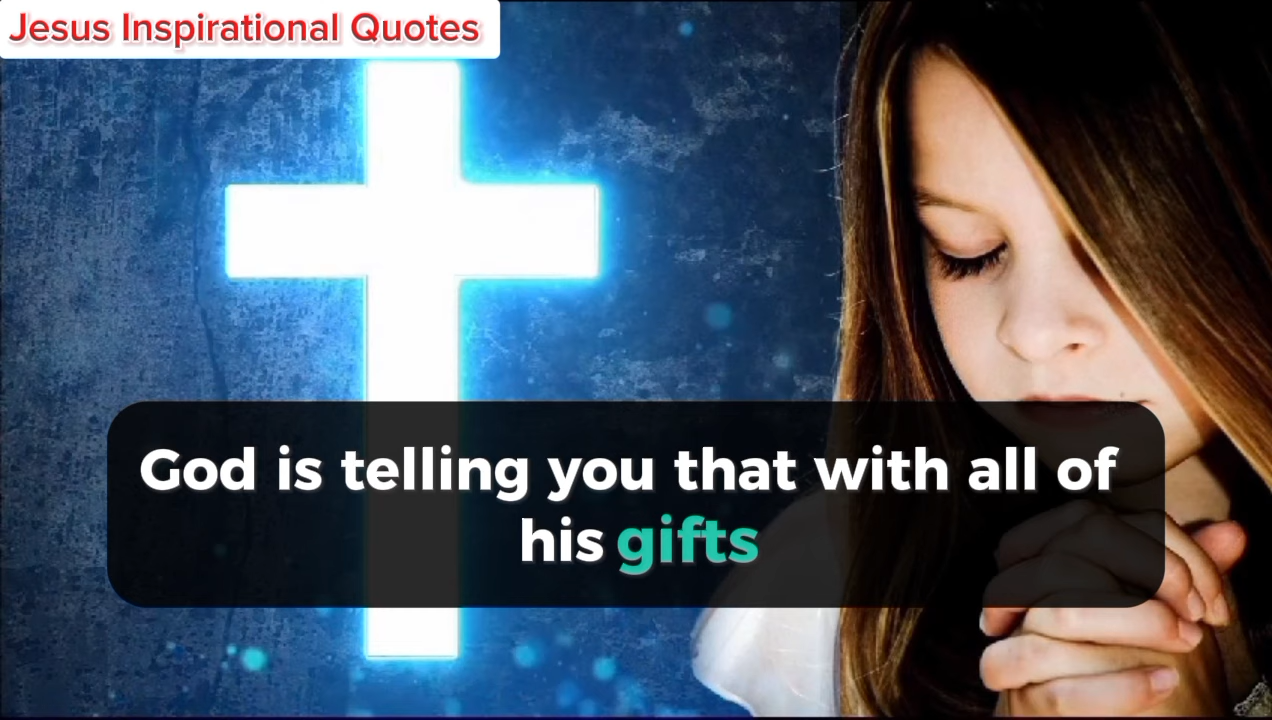 Jesus Inspirational Quotes
God is telling you that with all of
his gifts